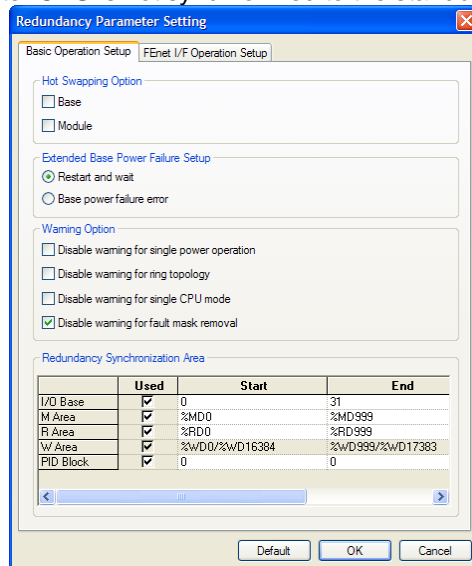 Redundancy Parameter Setting
Basic Operation Setup FEnet I/F Operation Setup
Hot Swapping Option
Base
Module
Extended Base Power Failure Setup
Restart and wait
Base power failure error
Warning Option
Disable warning for single power operation
Disable warning for ring topology
Disable warning for single CPU mode
Disable warning for fault mask removal
Redundancy Synchronization Area
Used Start End
I/O Base 0 31
M Area %MD0 %MD999
R Area %RD0 %RD999
W Area %WD0/%WD16384 %WD999/%WD17383
PID Block 0 0
Default OK Cancel